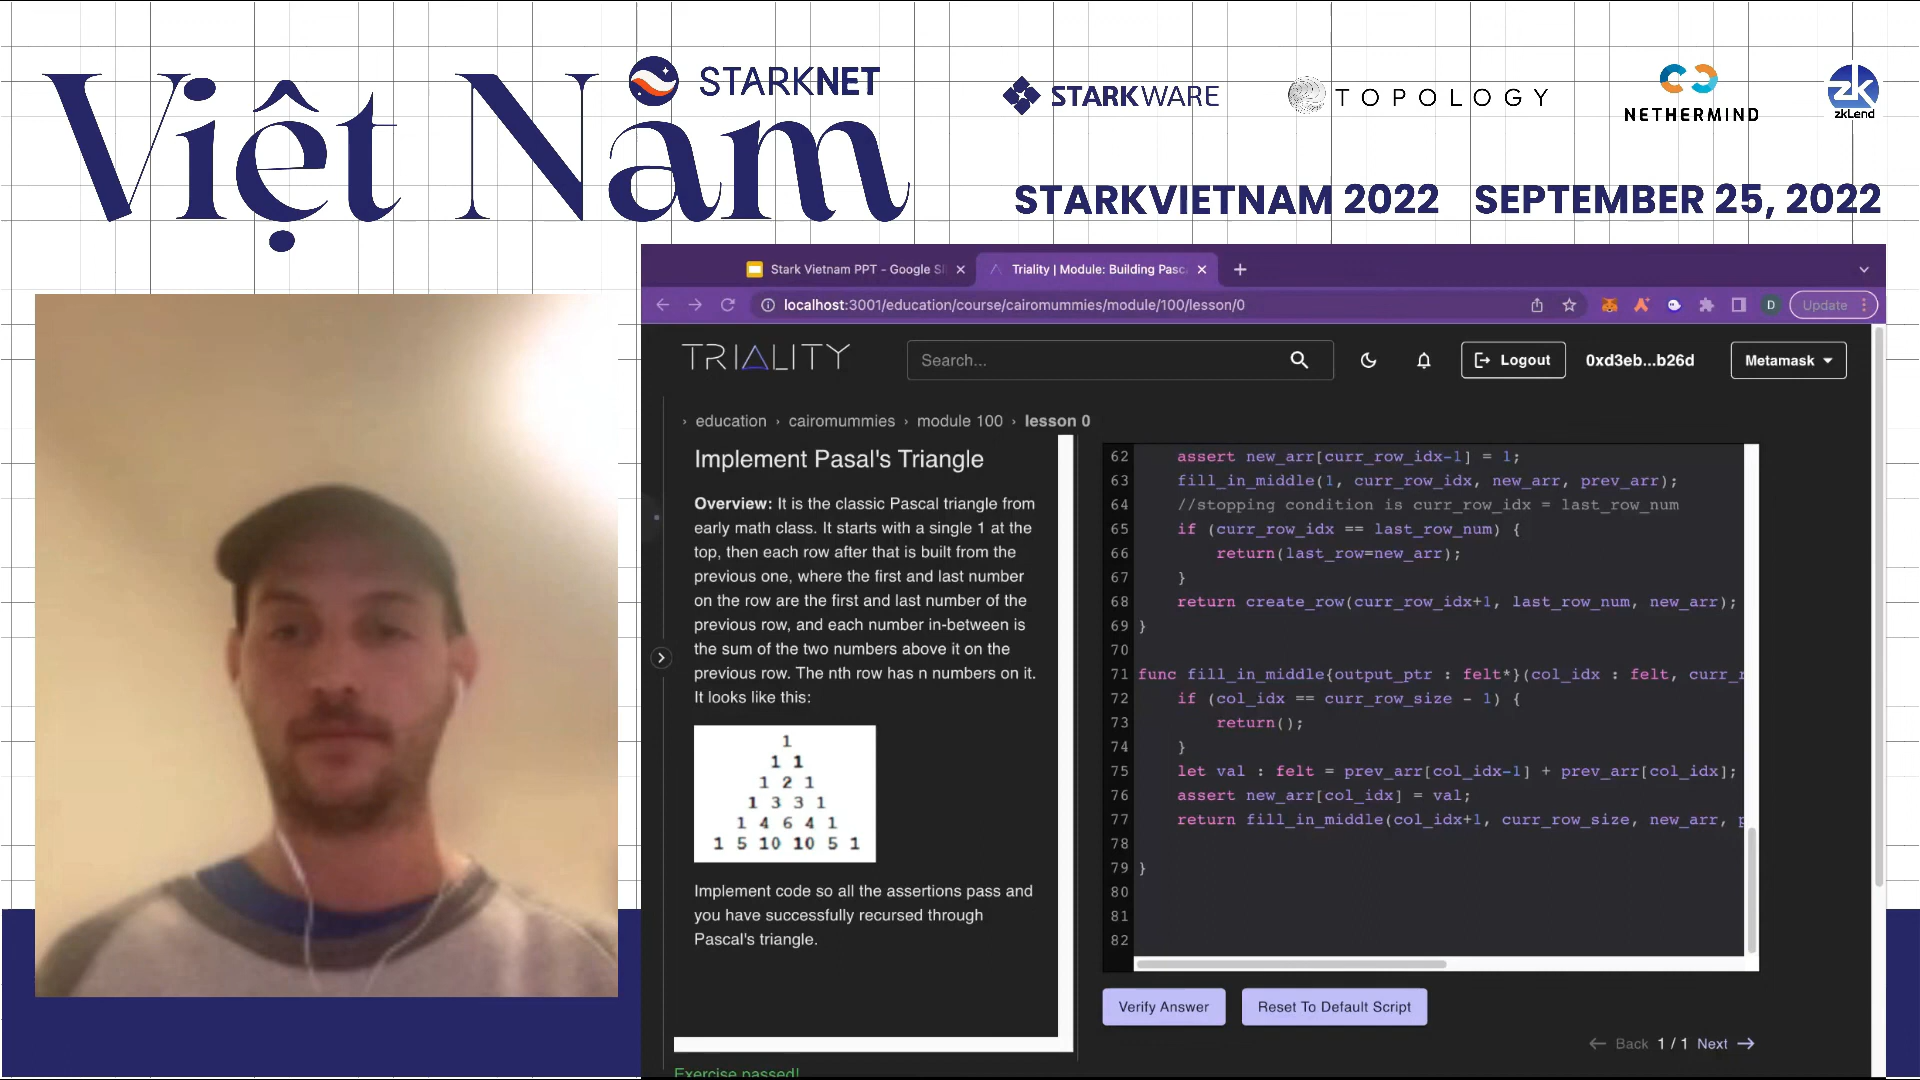 Việt Nam
STARKNET
STARKWARE
TOPOLOGY
NETHERMIND
zk
zkLend
STARKVIETNAM 2022 SEPTEMBER 25, 2022
Stark Vietnam PPT - Google Sl
Triality | Module: Building Pasc
localhost:3001/education/course/cairomummies/module/100/lesson/0
D
Update
TRIALITY
Search...
Logout
0xd3eb...b26d
Metamask
› education › cairomummies › module 100 › lesson 0
Implement Pasal's Triangle
Overview: It is the classic Pascal triangle from
early math class. It starts with a single 1 at the
top, then each row after that is built from the
previous one, where the first and last number
on the row are the first and last number of the
previous row, and each number in-between is
the sum of the two numbers above it on the
previous row. The nth row has n numbers on it.
It looks like this:
1
1 1
1 2 1
1 3 3 1
1 4 6 4 1
1 5 10 10 5 1
Implement code so all the assertions pass and
you have successfully recursed through
Pascal's triangle.
Exercise passed!
62 assert new_arr[curr_row_idx-1] = 1;
63 fill_in_middle(1, curr_row_idx, new_arr, prev_arr);
64 //stopping condition is curr_row_idx = last_row_num
65 if (curr_row_idx == last_row_num) {
66 return(last_row=new_arr);
67 }
68 return create_row(curr_row_idx+1, last_row_num, new_arr);
69 }
70
71 func fill_in_middle{output_ptr : felt*}(col_idx : felt, curr_r
72 if (col_idx == curr_row_size - 1) {
73 return();
74 }
75 let val : felt = prev_arr[col_idx-1] + prev_arr[col_idx];
76 assert new_arr[col_idx] = val;
77 return fill_in_middle(col_idx+1, curr_row_size, new_arr, p
78
79 }
80
81
82
Verify Answer
Reset To Default Script
← Back 1 / 1 Next →